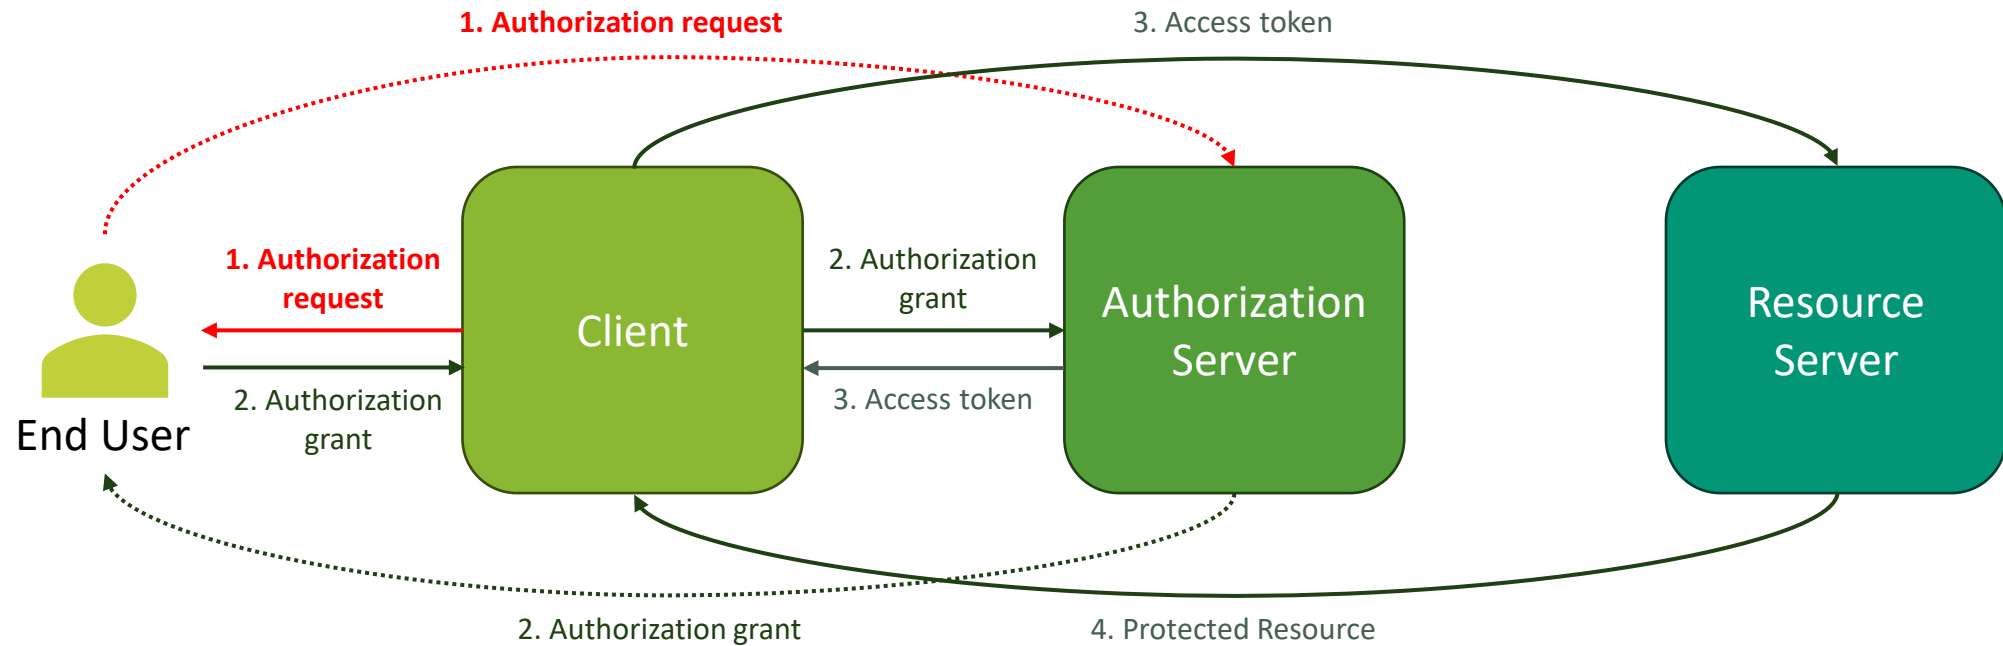 1. Authorization request
3. Access token
1. Authorization
request
2. Authorization
grant
End User
Client
2. Authorization
grant
3. Access token
Authorization
Server
Resource
Server
2. Authorization grant
4. Protected Resource